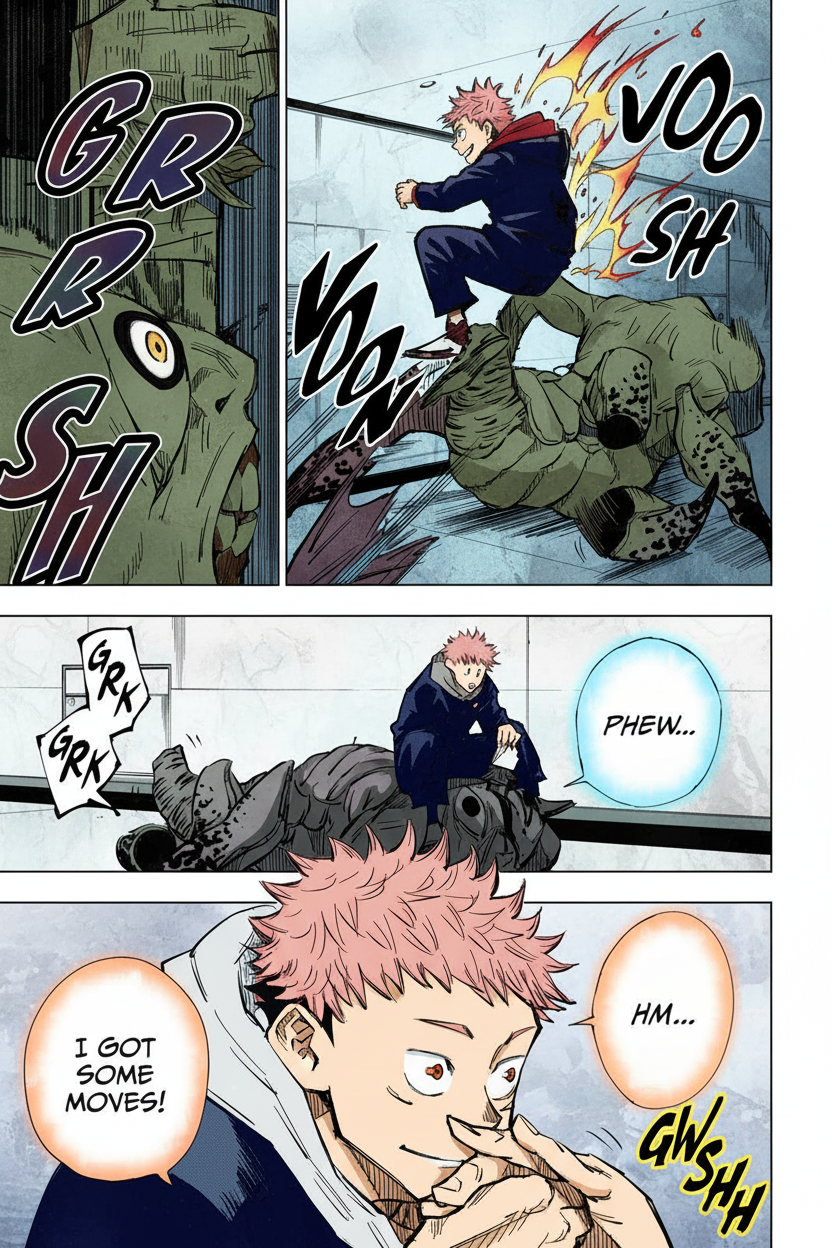 VOO
SH
VOON
GR
R
SH
PHEW...
GRK
GRK
HM...
I GOT
SOME
MOVES!
GWSHH